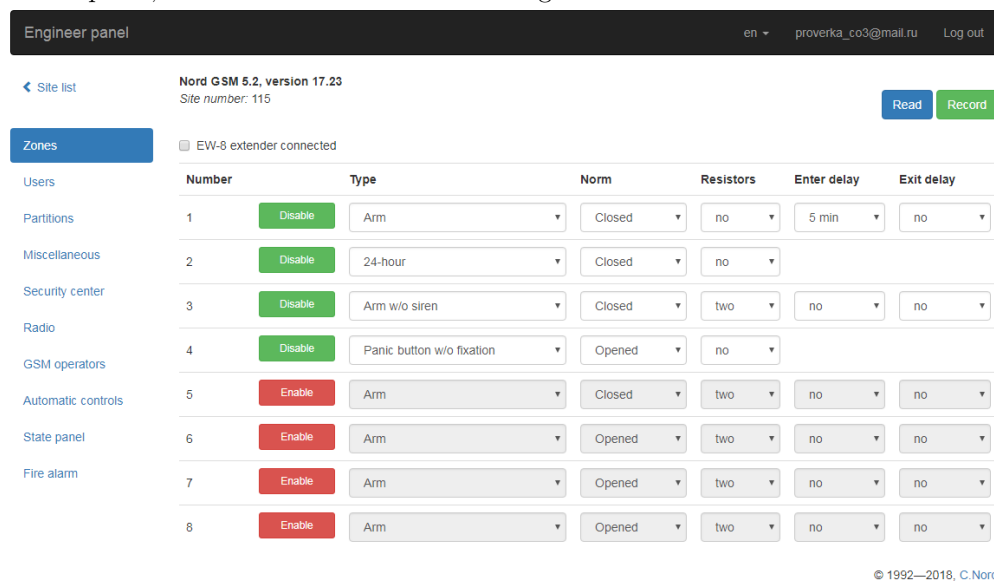 Engineer panel en proverka_co3@mail.ru Log out
Site list
Nord GSM 5.2, version 17.23
Site number: 115
Read Record
Zones
EW-8 extender connected
Users
Number Type Norm Resistors Enter delay Exit delay
Partitions
1 Disable Arm Closed no 5 min no
Miscellaneous
2 Disable 24-hour Closed no
Security center
3 Disable Arm w/o siren Closed two no no
Radio
4 Disable Panic button w/o fixation Opened no
GSM operators
Automatic controls
5 Enable Arm Closed two no no
State panel
6 Enable Arm Opened two no no
Fire alarm
7 Enable Arm Opened two no no
8 Enable Arm Opened two no no
© 1992—2018, C.Nord